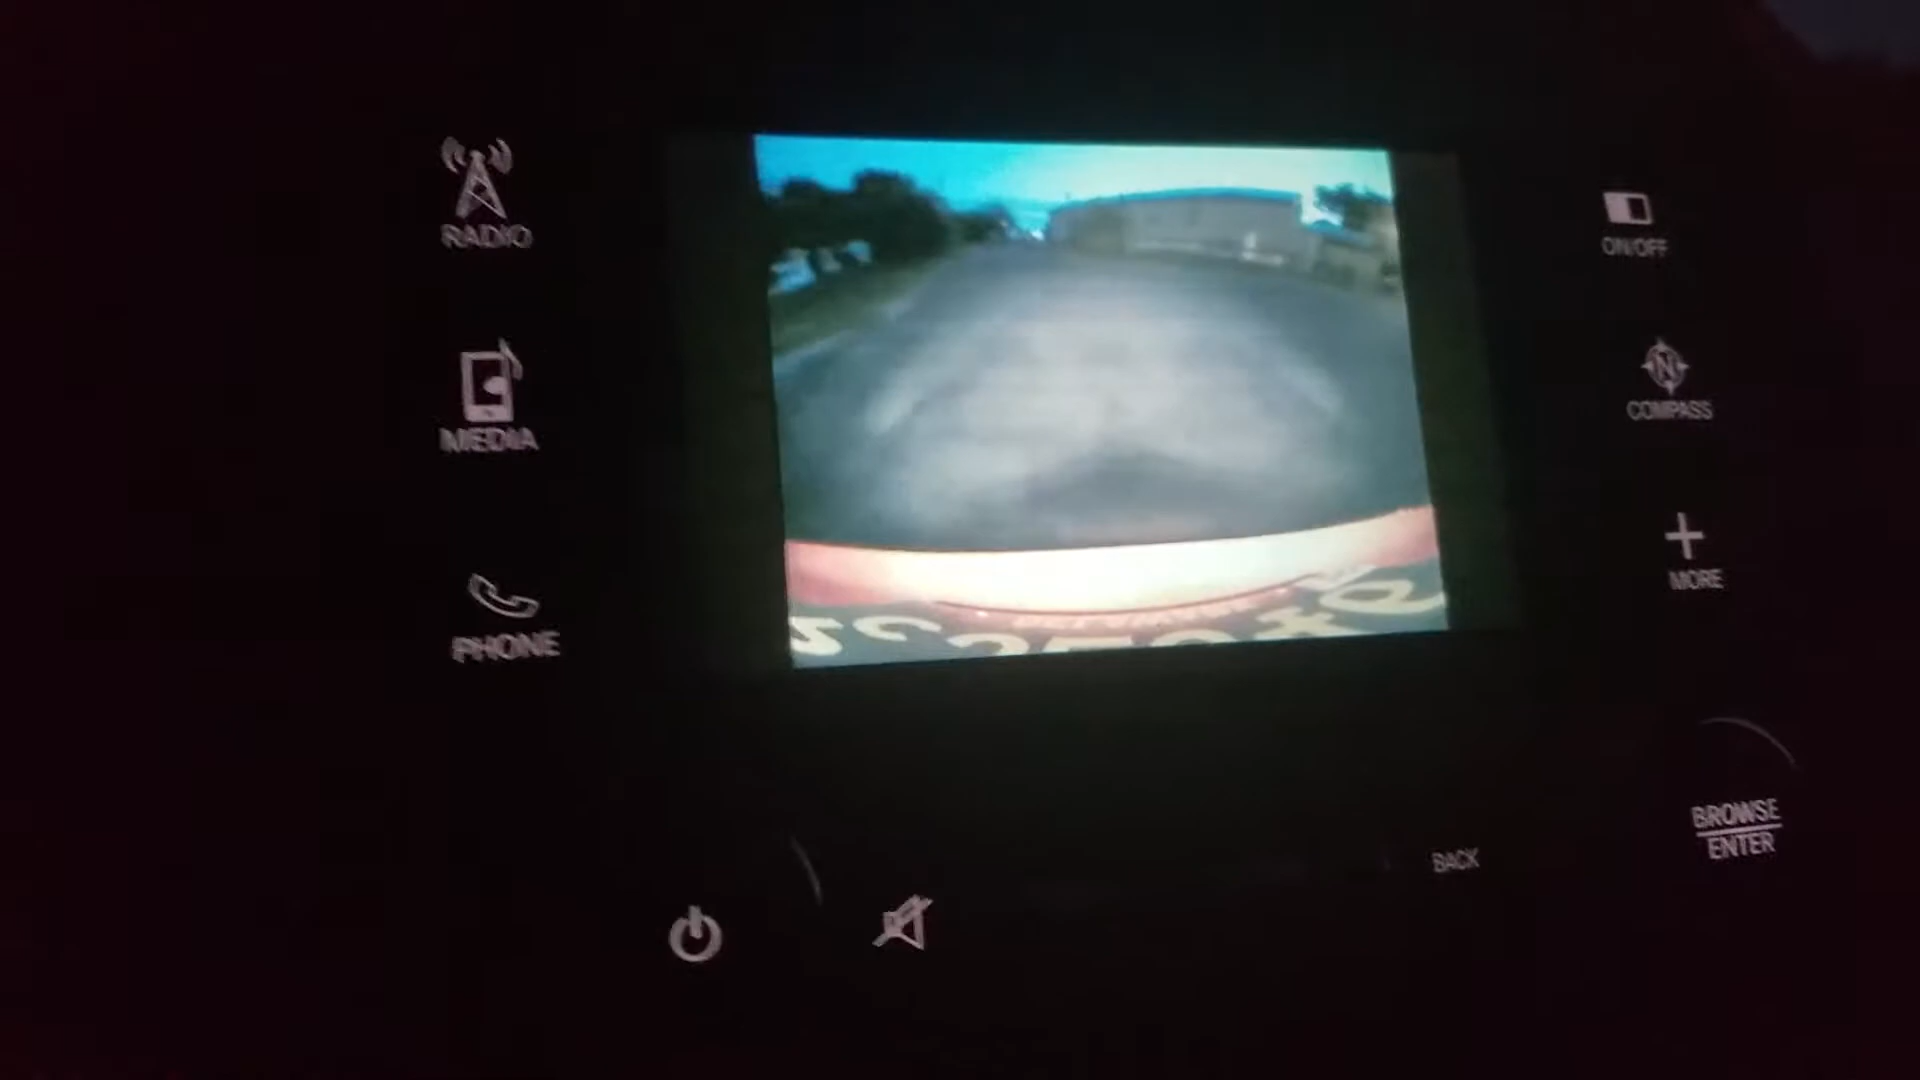 RADIO
ON/OFF
MEDIA
N
COMPASS
PHONE
MORE
BROWSE
ENTER
BACK